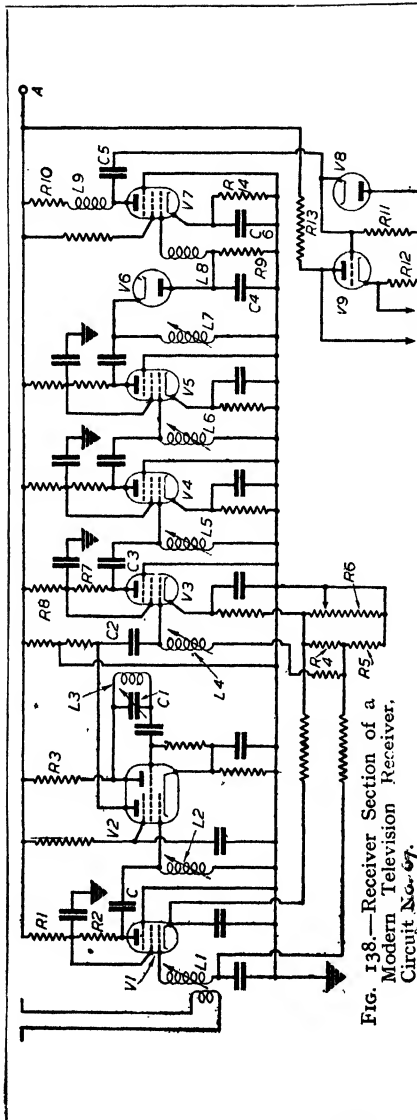 A
R1
R2
R3
R8
R7
R10
L9
C5
L3
C
C1
C2
C3
V1
V2
V3
V4
V5
V6
V7
V8
V9
L1
L2
L4
L5
L6
L7
L8
C4
R9
C6
R14
R13
R11
R12
R4
R5
R6
FIG. 138.—Receiver Section of a
Modern Television Receiver,
Circuit No.